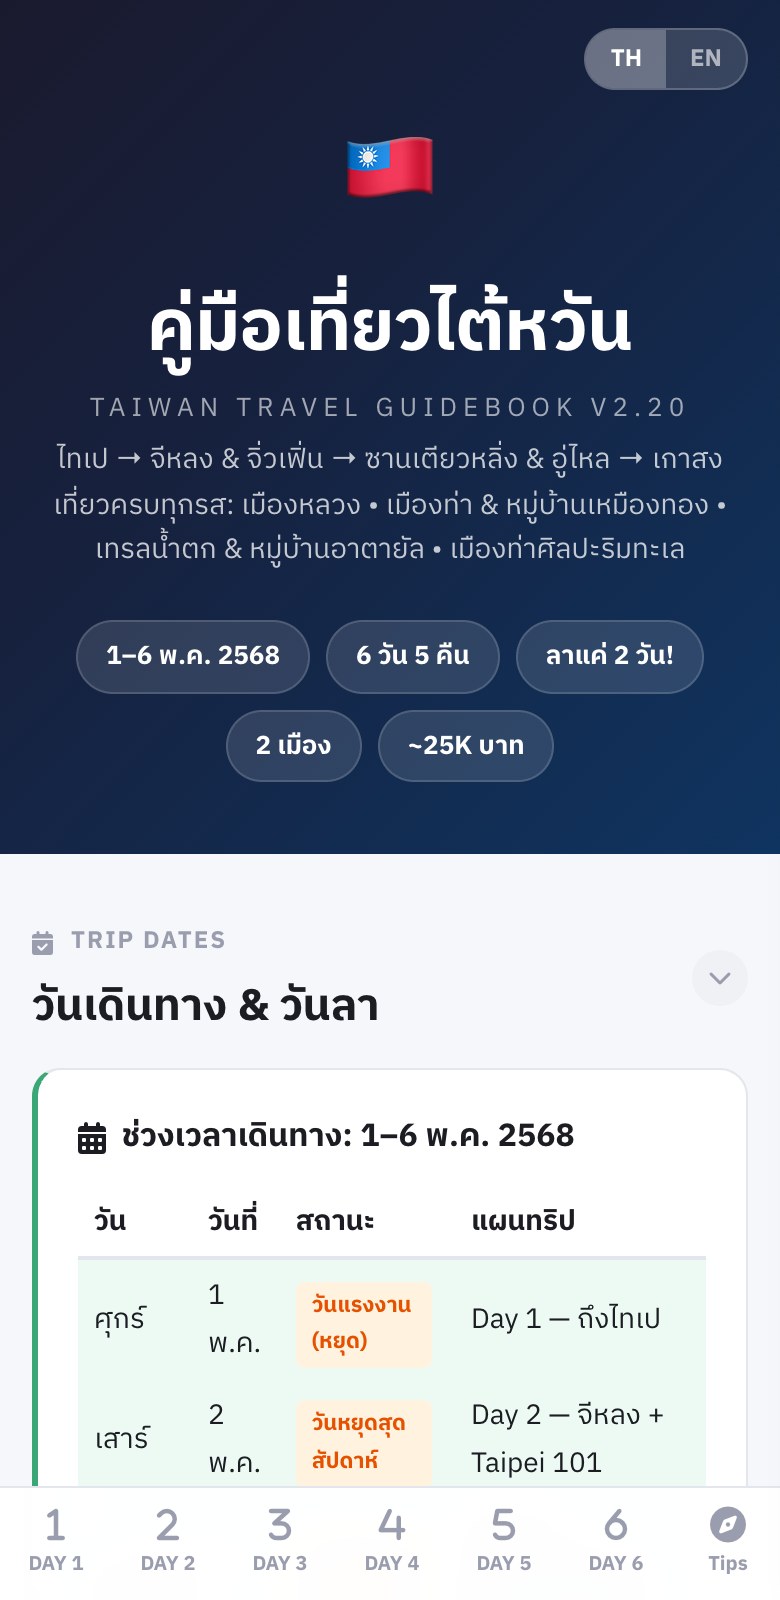 TH EN
คู่มือเที่ยวไต้หวัน
TAIWAN TRAVEL GUIDEBOOK V2.20
ไทเป → จีหลง & จิ่วเฟิ่น → ซานเตียวหลิ่ง & อู่ไหล → เกาสง
เที่ยวครบทุกรส: เมืองหลวง • เมืองท่า & หมู่บ้านเหมืองทอง •
เทรลน้ำตก & หมู่บ้านอาตายัล • เมืองท่าศิลปะริมทะเล
1–6 พ.ค. 2568 6 วัน 5 คืน ลาแค่ 2 วัน!
2 เมือง ~25K บาท
TRIP DATES
วันเดินทาง & วันลา
ช่วงเวลาเดินทาง: 1–6 พ.ค. 2568
วัน วันที่ สถานะ แผนทริป
ศุกร์ 1 พ.ค. วันแรงงาน (หยุด) Day 1 — ถึงไทเป
เสาร์ 2 พ.ค. วันหยุดสุดสัปดาห์ Day 2 — จีหลง + Taipei 101
1 2 3 4 5 6
DAY 1 DAY 2 DAY 3 DAY 4 DAY 5 DAY 6 Tips